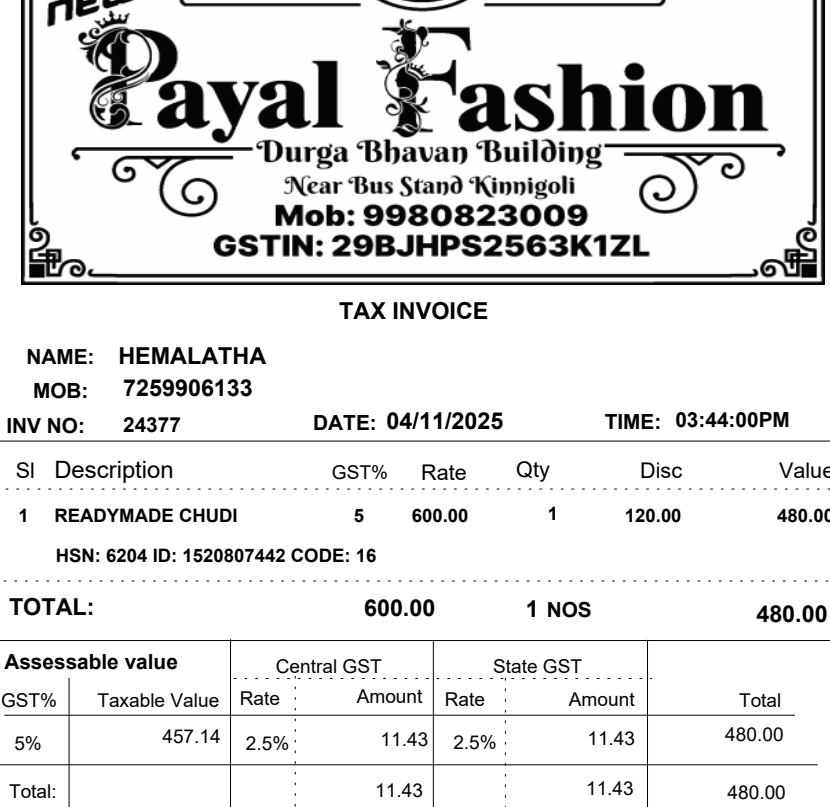 new
Payal Fashion
Durga Bhavan Building
Near Bus Stand Kinnigoli
Mob: 9980823009
GSTIN: 29BJHPS2563K1ZL
TAX INVOICE
NAME: HEMALATHA
MOB: 7259906133
INV NO: 24377 DATE: 04/11/2025 TIME: 03:44:00PM
Sl Description GST% Rate Qty Disc Value
1 READYMADE CHUDI 5 600.00 1 120.00 480.00
HSN: 6204 ID: 1520807442 CODE: 16
TOTAL: 600.00 1 NOS 480.00
Assessable value Central GST State GST
GST% Taxable Value Rate Amount Rate Amount Total
5% 457.14 2.5% 11.43 2.5% 11.43 480.00
Total: 11.43 11.43 480.00